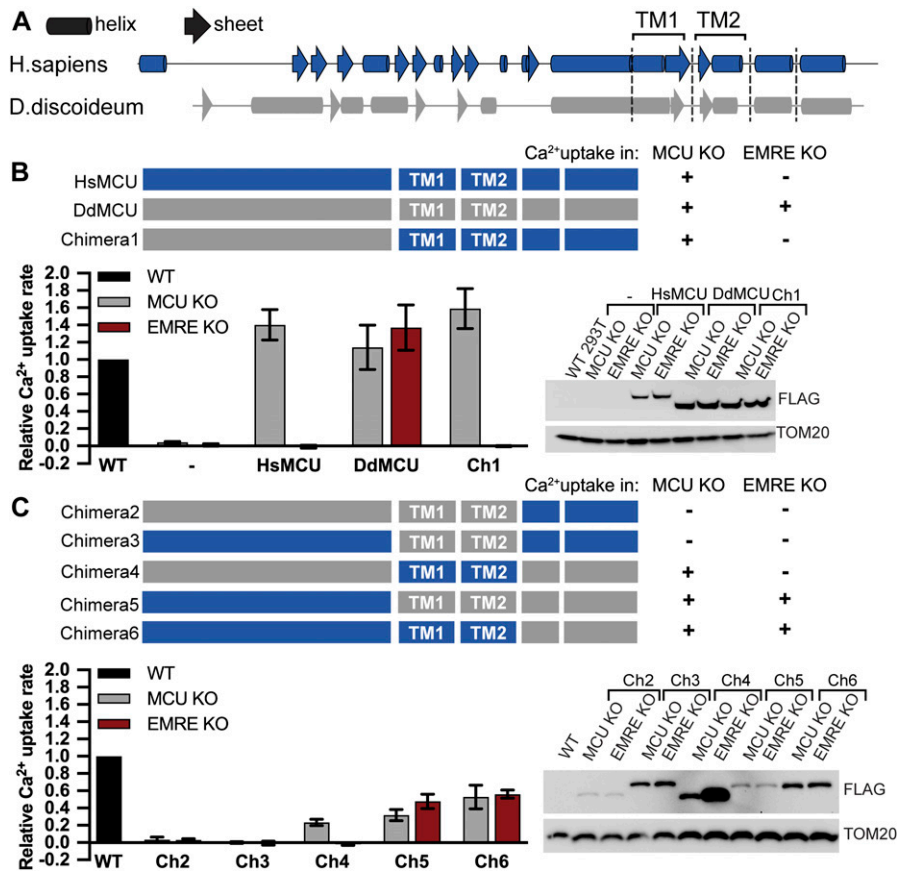 A helix sheet TM1 TM2
H.sapiens
D.discoideum
Ca2+uptake in: MCU KO EMRE KO
B
HsMCU TM1 TM2 + -
DdMCU TM1 TM2 + +
Chimera1 TM1 TM2 + -
Relative Ca2+ uptake rate
2.0
1.8
1.6
1.4
1.2
1.0
0.8
0.6
0.4
0.2
0.0
-0.2
WT
MCU KO
EMRE KO
WT - HsMCU DdMCU Ch1
- HsMCU DdMCU Ch1
WT 293T MCU KO EMRE KO MCU KO EMRE KO MCU KO EMRE KO MCU KO EMRE KO
FLAG
TOM20
Ca2+uptake in: MCU KO EMRE KO
C
Chimera2 TM1 TM2 - -
Chimera3 TM1 TM2 - -
Chimera4 TM1 TM2 + -
Chimera5 TM1 TM2 + +
Chimera6 TM1 TM2 + +
Relative Ca2+ uptake rate
2.0
1.8
1.6
1.4
1.2
1.0
0.8
0.6
0.4
0.2
0.0
-0.2
WT
MCU KO
EMRE KO
WT Ch2 Ch3 Ch4 Ch5 Ch6
Ch2 Ch3 Ch4 Ch5 Ch6
WT MCU KO EMRE KO MCU KO EMRE KO MCU KO EMRE KO MCU KO EMRE KO MCU KO EMRE KO
FLAG
TOM20